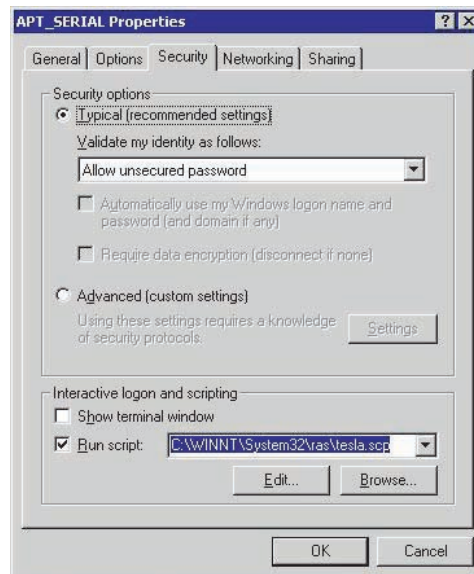 APT_SERIAL Properties
General Options Security Networking Sharing
Security options
Typical (recommended settings)
Validate my identity as follows:
Allow unsecured password
Automatically use my Windows logon name and
password (and domain if any)
Require data encryption (disconnect if none)
Advanced (custom settings)
Using these settings requires a knowledge
of security protocols.
Settings
Interactive logon and scripting
Show terminal window
Run script: C:\WINNT\System32\ras\tesla.scp
Edit... Browse...
OK Cancel